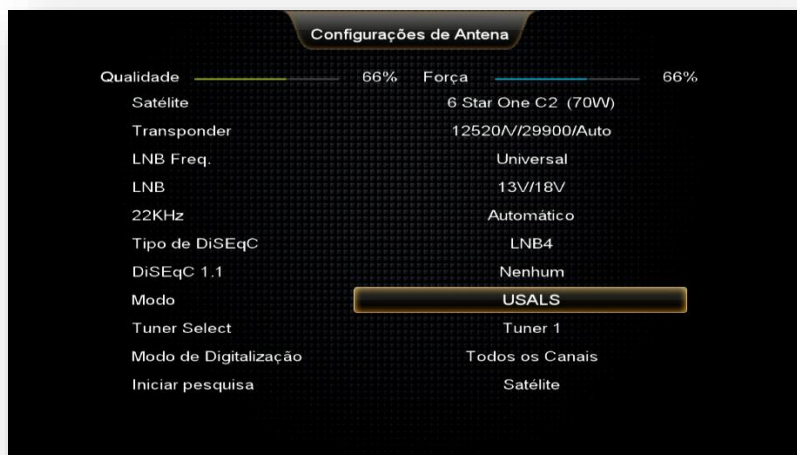 Configurações de Antena
Qualidade 66% Força 66%
Satélite 6 Star One C2 (70W)
Transponder 12520/V/29900/Auto
LNB Freq. Universal
LNB 13V/18V
22KHz Automático
Tipo de DiSEqC LNB4
DiSEqC 1.1 Nenhum
Modo USALS
Tuner Select Tuner 1
Modo de Digitalização Todos os Canais
Iniciar pesquisa Satélite